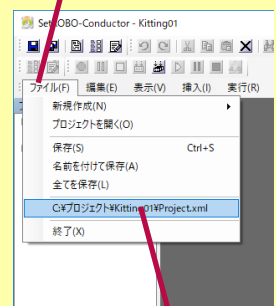 SetROBO-Conductor - Kitting01
ファイル(F) 編集(E) 表示(V) 挿入(I) 実行(R)
新規作成(N)
プロジェクトを開く(O)
保存(S) Ctrl+S
名前を付けて保存(A)
全てを保存(L)
C:¥プロジェクト¥Kitting01¥Project.xml
終了(X)